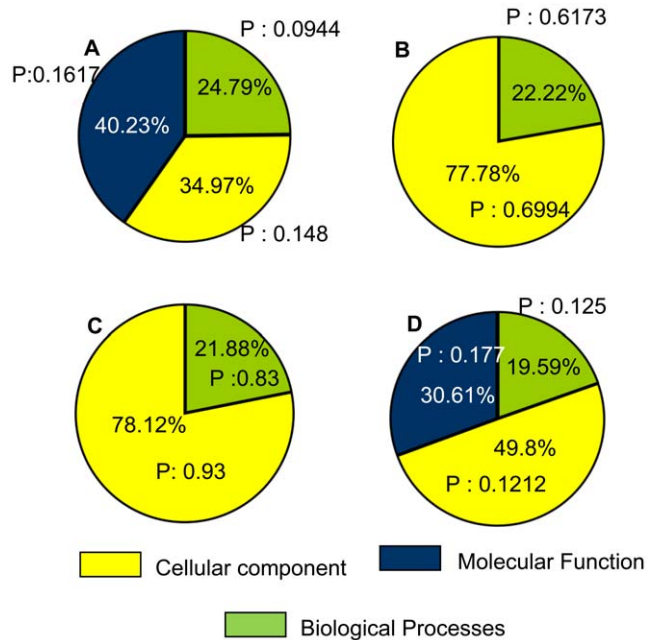 A
P : 0.0944
P:0.1617
24.79%
40.23%
34.97%
P : 0.148
B
P : 0.6173
22.22%
77.78%
P : 0.6994
C
21.88%
P :0.83
78.12%
P: 0.93
D
P : 0.125
P : 0.177
19.59%
30.61%
49.8%
P : 0.1212
Cellular component
Molecular Function
Biological Processes